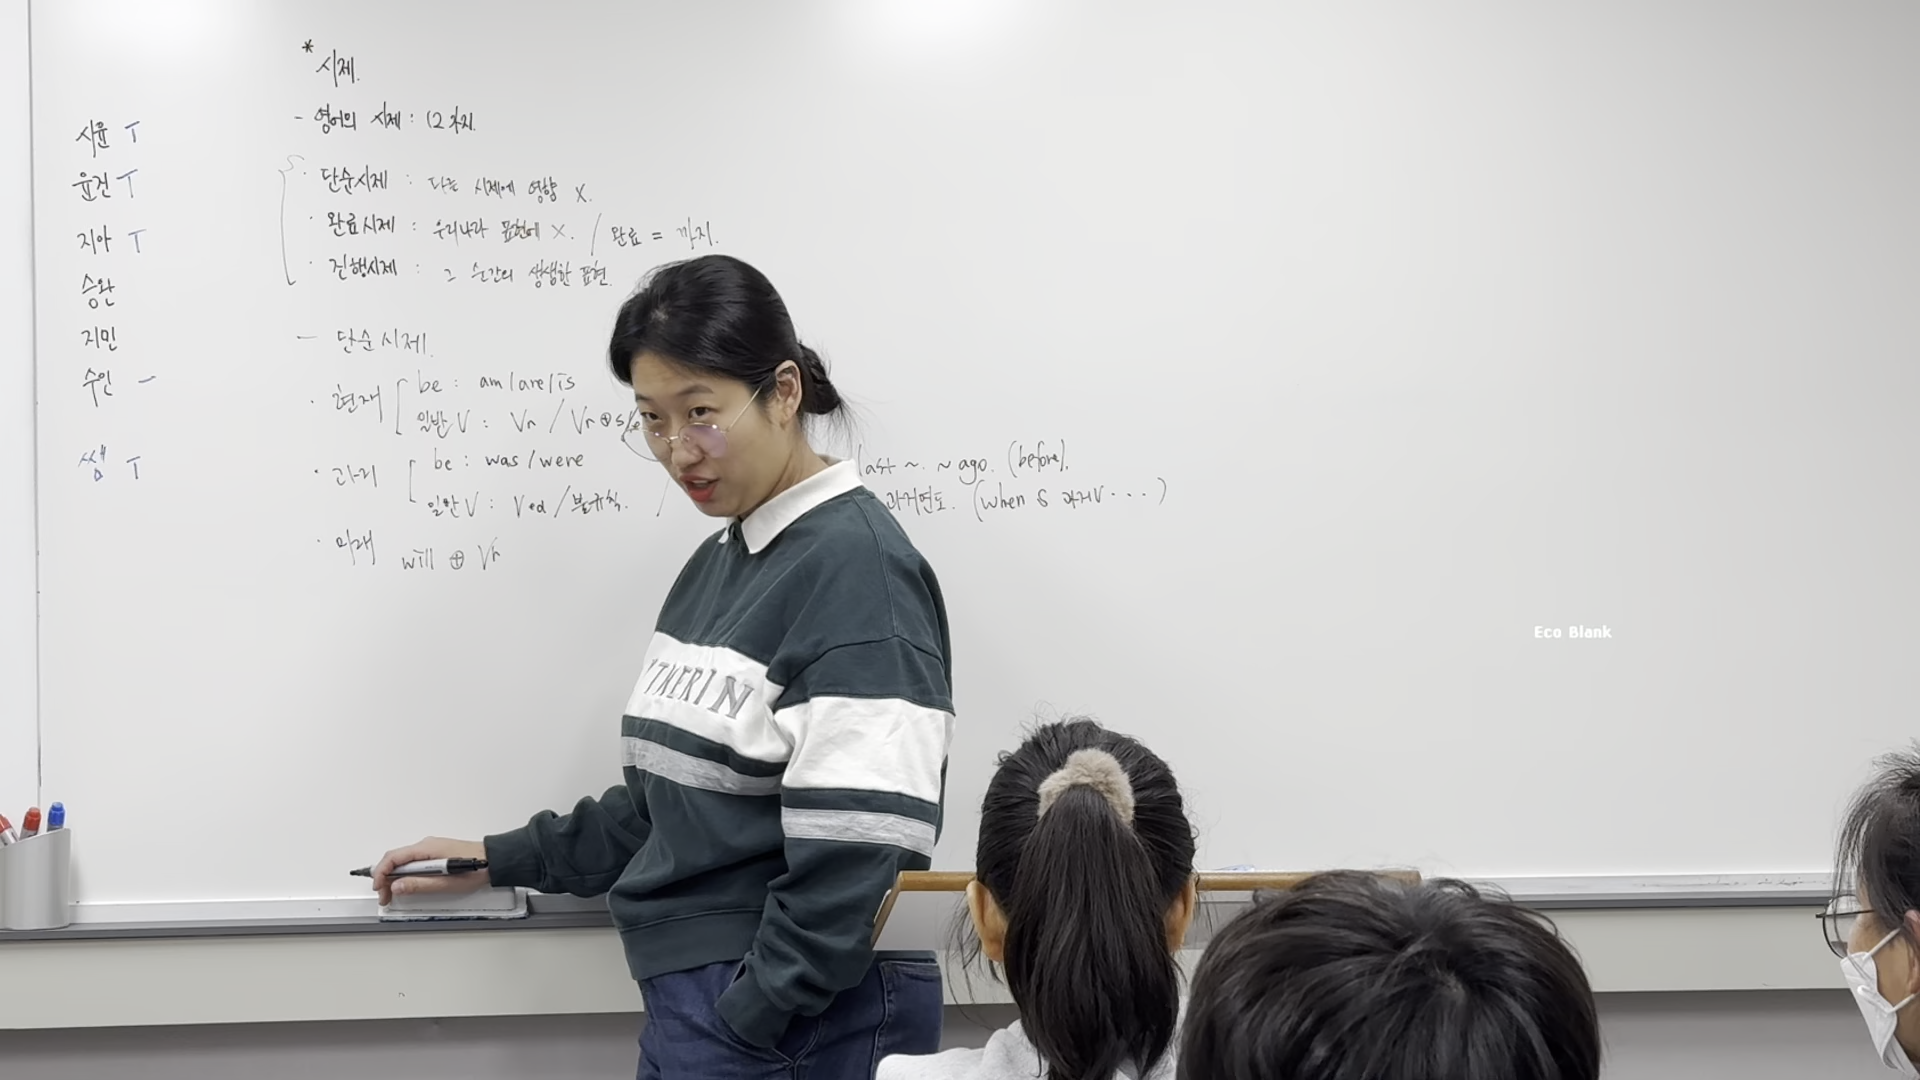 시윤 T
윤건 T
지아 T
승완
지민
수인 -
쌤 T
* 시제.
- 영어의 시제 : 12가지.
· 단순시제 : 다른 시제에 영향 X.
· 완료시제 : 우리나라 표현에 X. / 완료 = 까지.
· 진행시제 : 그 순간의 생생한 표현.
- 단순시제.
· 현재 be : am/are/is
일반V : Vr / Vr⊕s/e
· 과거 be : was/were
last ~. ~ ago. (before).
일반V : Ved / 불규칙. /
과거연도. (when S 과거V ···)
· 미래 will ⊕ Vr
THERIN
Eco Blank